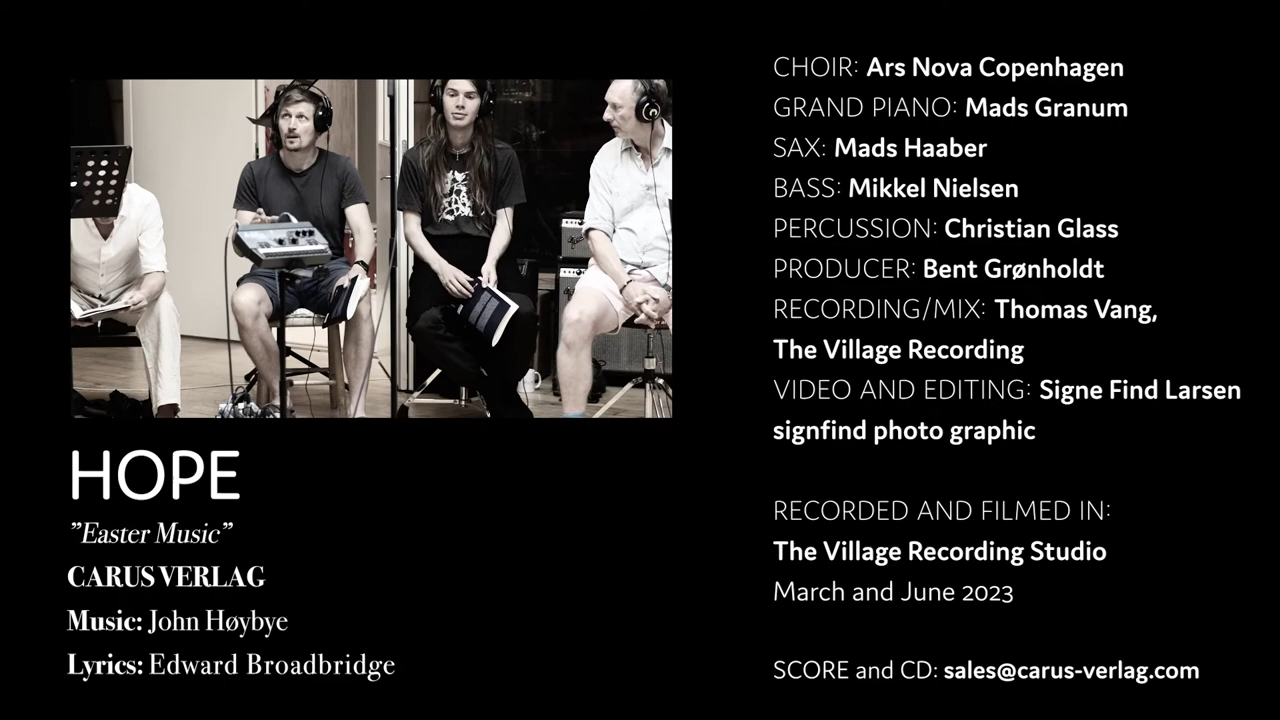 HOPE
”Easter Music”
CARUS VERLAG
Music: John Høybye
Lyrics: Edward Broadbridge
CHOIR: Ars Nova Copenhagen
GRAND PIANO: Mads Granum
SAX: Mads Haaber
BASS: Mikkel Nielsen
PERCUSSION: Christian Glass
PRODUCER: Bent Grønholdt
RECORDING/MIX: Thomas Vang,
The Village Recording
VIDEO AND EDITING: Signe Find Larsen
signfind photo graphic
RECORDED AND FILMED IN:
The Village Recording Studio
March and June 2023
SCORE and CD: sales@carus-verlag.com